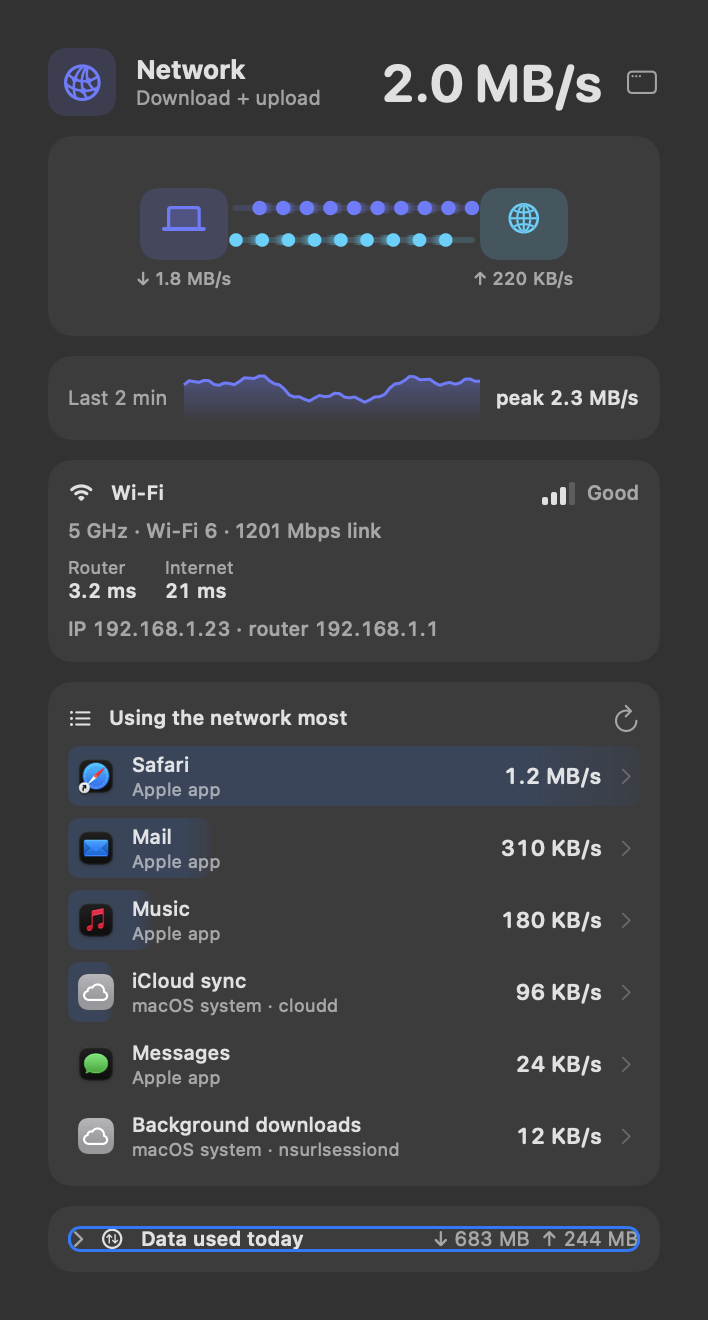 Network
2.0 MB/s
Download + upload
↓ 1.8 MB/s
↑ 220 KB/s
Last 2 min
peak 2.3 MB/s
Wi-Fi
Good
5 GHz · Wi-Fi 6 · 1201 Mbps link
Router
Internet
3.2 ms
21 ms
IP 192.168.1.23 · router 192.168.1.1
Using the network most
Safari
Apple app
1.2 MB/s
Mail
Apple app
310 KB/s
Music
Apple app
180 KB/s
iCloud sync
macOS system · cloudd
96 KB/s
Messages
Apple app
24 KB/s
Background downloads
macOS system · nsurlsessiond
12 KB/s
Data used today
↓ 683 MB ↑ 244 MB